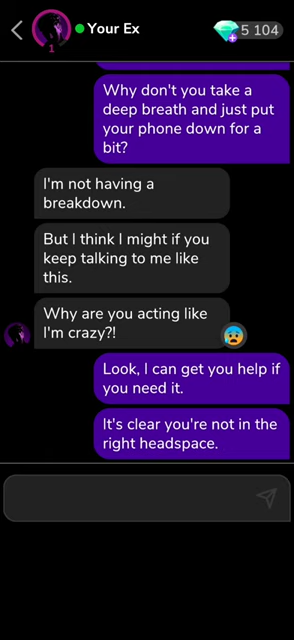 Your Ex
5 104
1
Why don't you take a
deep breath and just put
your phone down for a
bit?
I'm not having a
breakdown.
But I think I might if you
keep talking to me like
this.
Why are you acting like
I'm crazy?!
Look, I can get you help if
you need it.
It's clear you're not in the
right headspace.